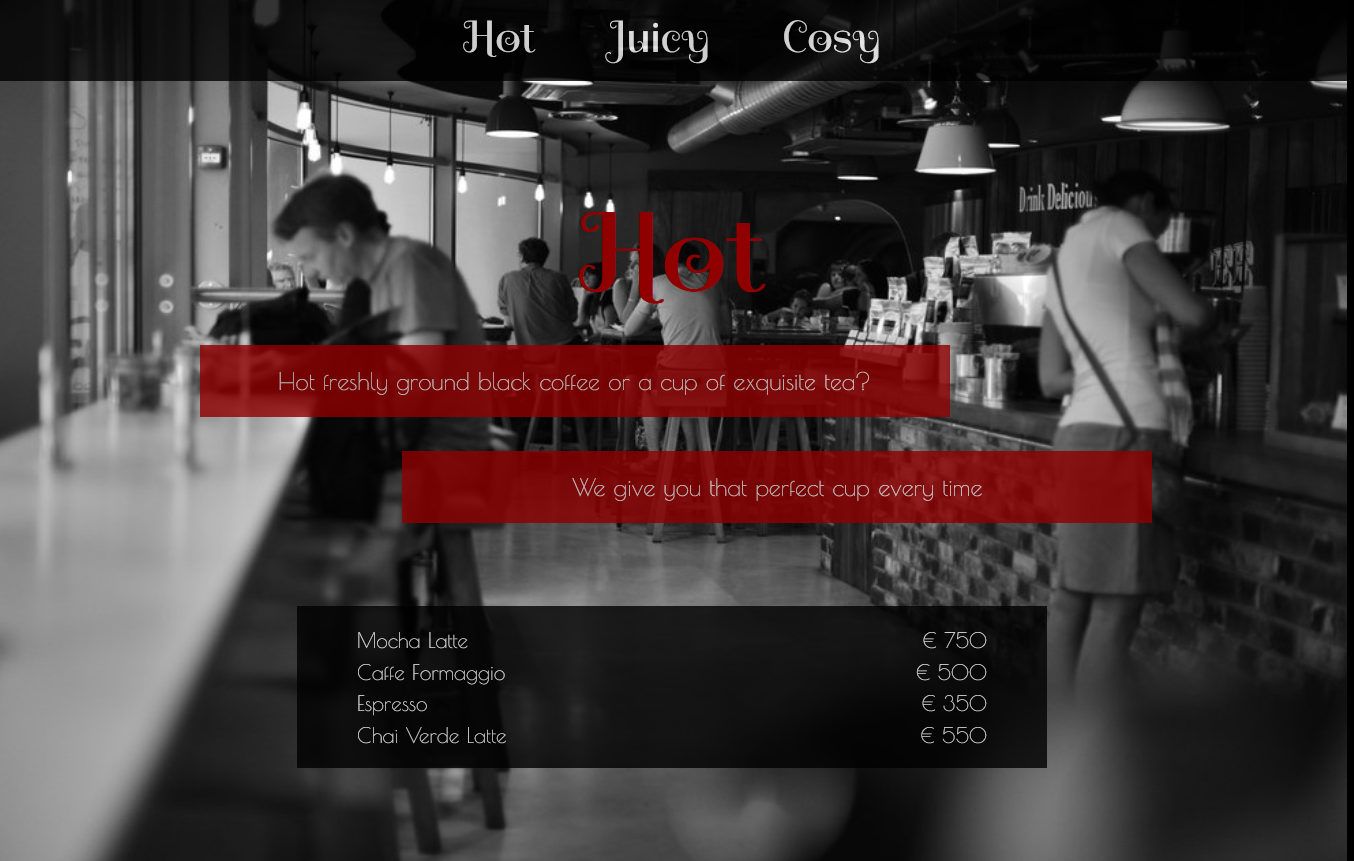 Hot Juicy Cosy
Drink Delicious
Hot
Hot freshly ground black coffee or a cup of exquisite tea?
We give you that perfect cup every time
Mocha Latte € 750
Caffe Formaggio € 500
Espresso € 350
Chai Verde Latte € 550